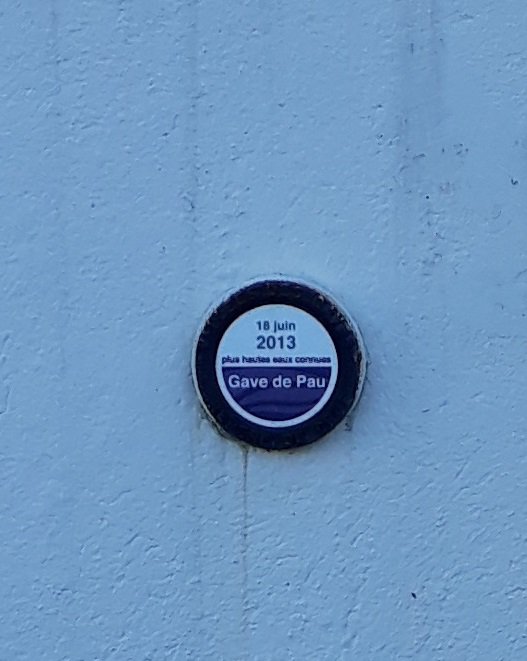 18 juin
2013
plus hautes eaux connues
Gave de Pau